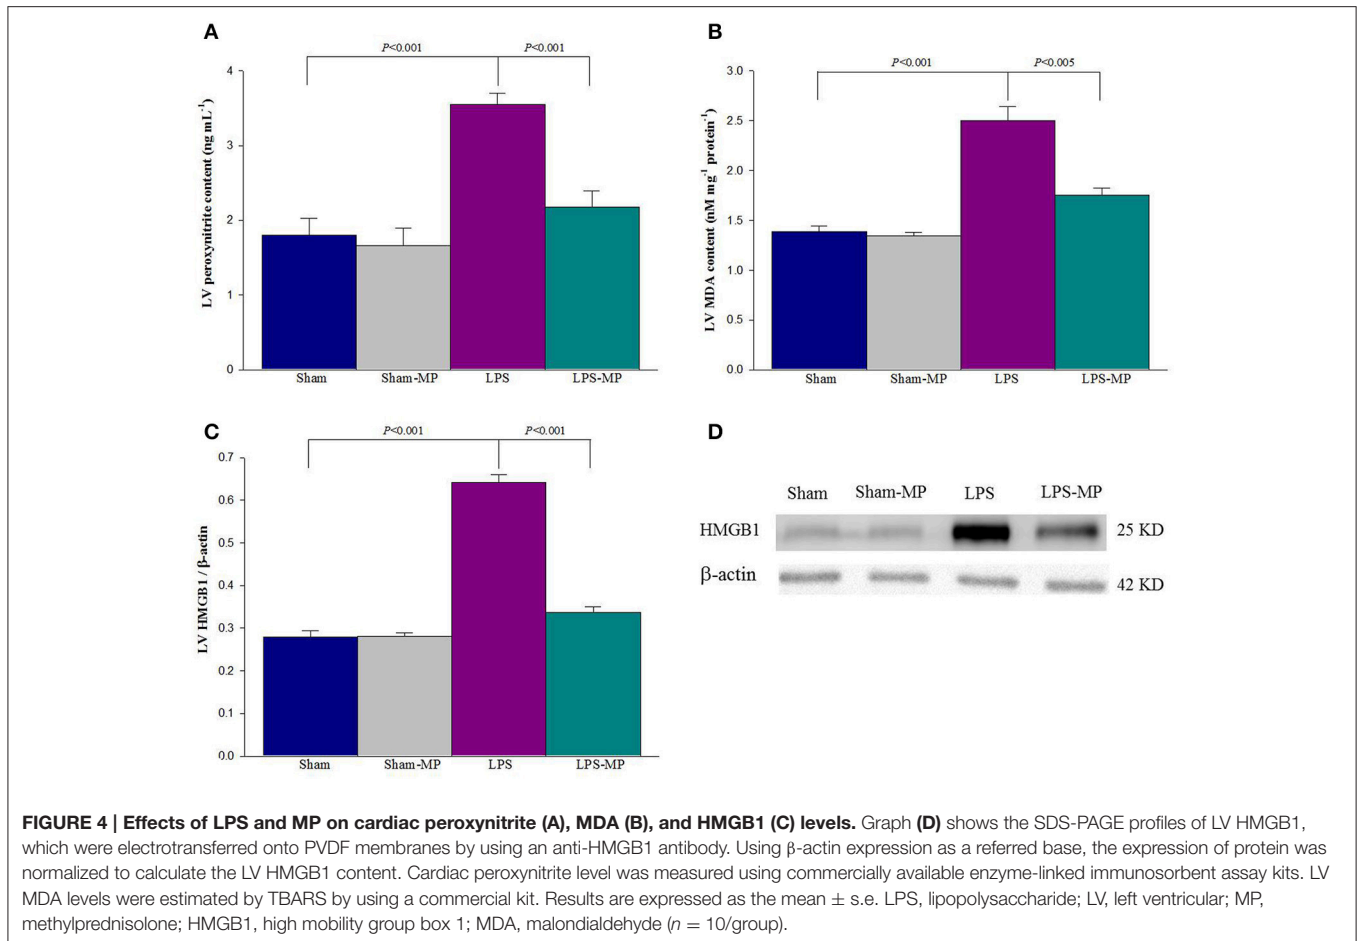 A
P<0.001
P<0.001
4
3
2
1
0
LV peroxynitrite content (ng mL⁻¹)
Sham Sham-MP LPS LPS-MP
B
P<0.001
P<0.005
3.0
2.5
2.0
1.5
1.0
0.5
0.0
LV MDA content (nM mg⁻¹ protein⁻¹)
Sham Sham-MP LPS LPS-MP
C
P<0.001
P<0.001
0.7
0.6
0.5
0.4
0.3
0.2
0.1
0.0
LV HMGB1 / β-actin
Sham Sham-MP LPS LPS-MP
D
Sham Sham-MP LPS LPS-MP
HMGB1 25 KD
β-actin 42 KD
FIGURE 4 | Effects of LPS and MP on cardiac peroxynitrite (A), MDA (B), and HMGB1 (C) levels. Graph (D) shows the SDS-PAGE profiles of LV HMGB1,
which were electrotransferred onto PVDF membranes by using an anti-HMGB1 antibody. Using β-actin expression as a referred base, the expression of protein was
normalized to calculate the LV HMGB1 content. Cardiac peroxynitrite level was measured using commercially available enzyme-linked immunosorbent assay kits. LV
MDA levels were estimated by TBARS by using a commercial kit. Results are expressed as the mean ± s.e. LPS, lipopolysaccharide; LV, left ventricular; MP,
methylprednisolone; HMGB1, high mobility group box 1; MDA, malondialdehyde (n = 10/group).